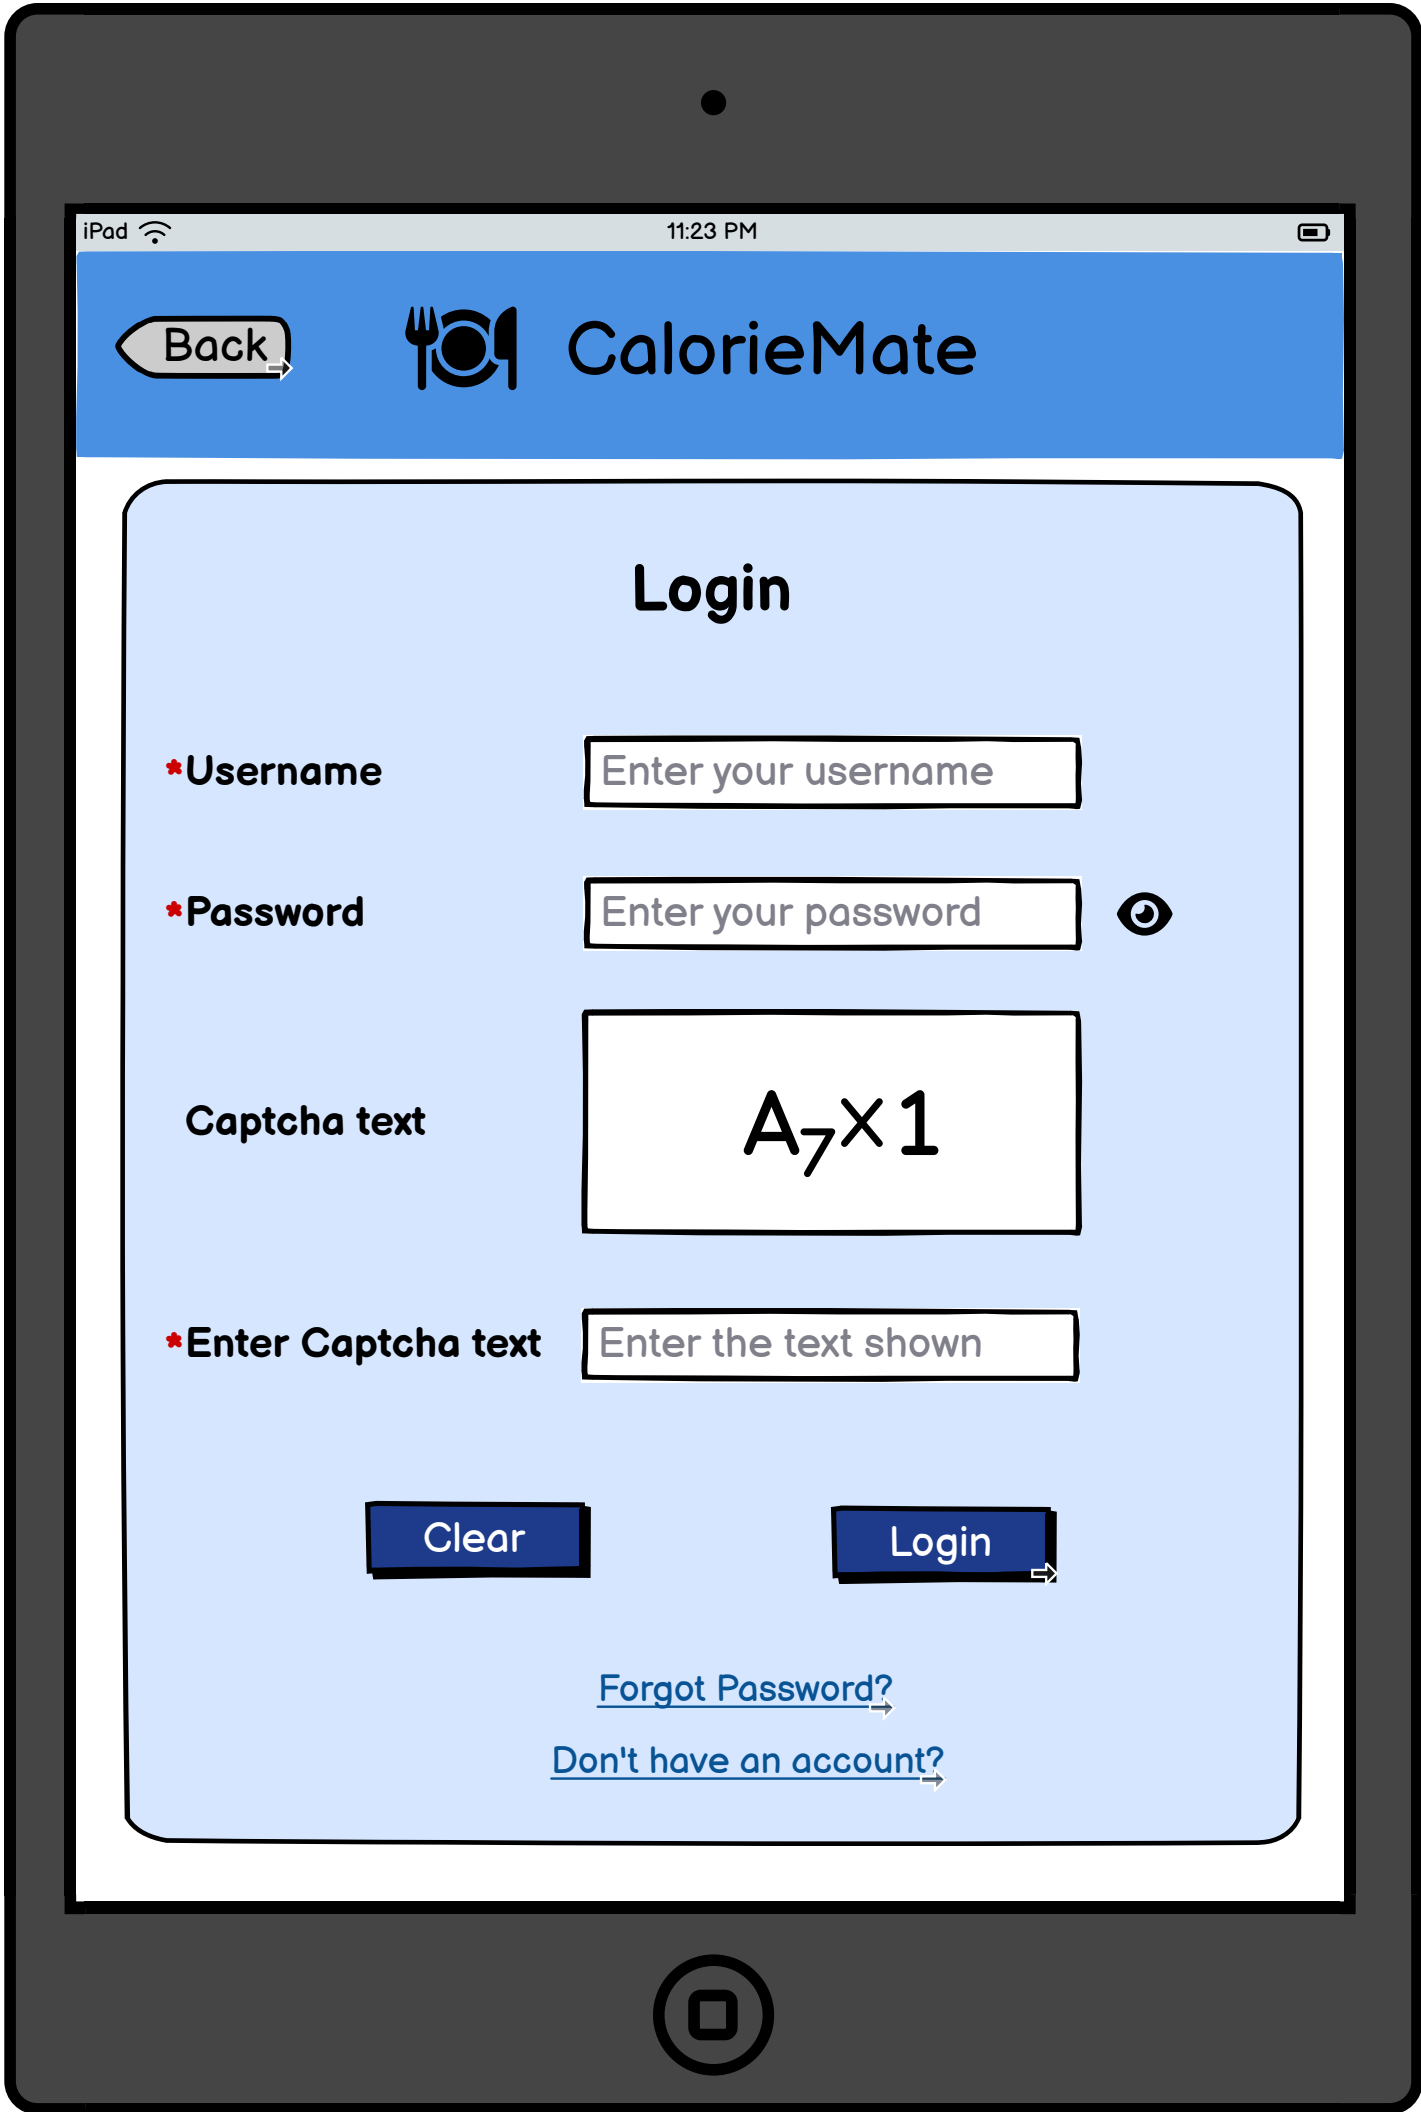 iPad 11:23 PM
Back CalorieMate
Login
*Username Enter your username
*Password Enter your password
Captcha text A7X1
*Enter Captcha text Enter the text shown
Clear Login
Forgot Password?
Don't have an account?